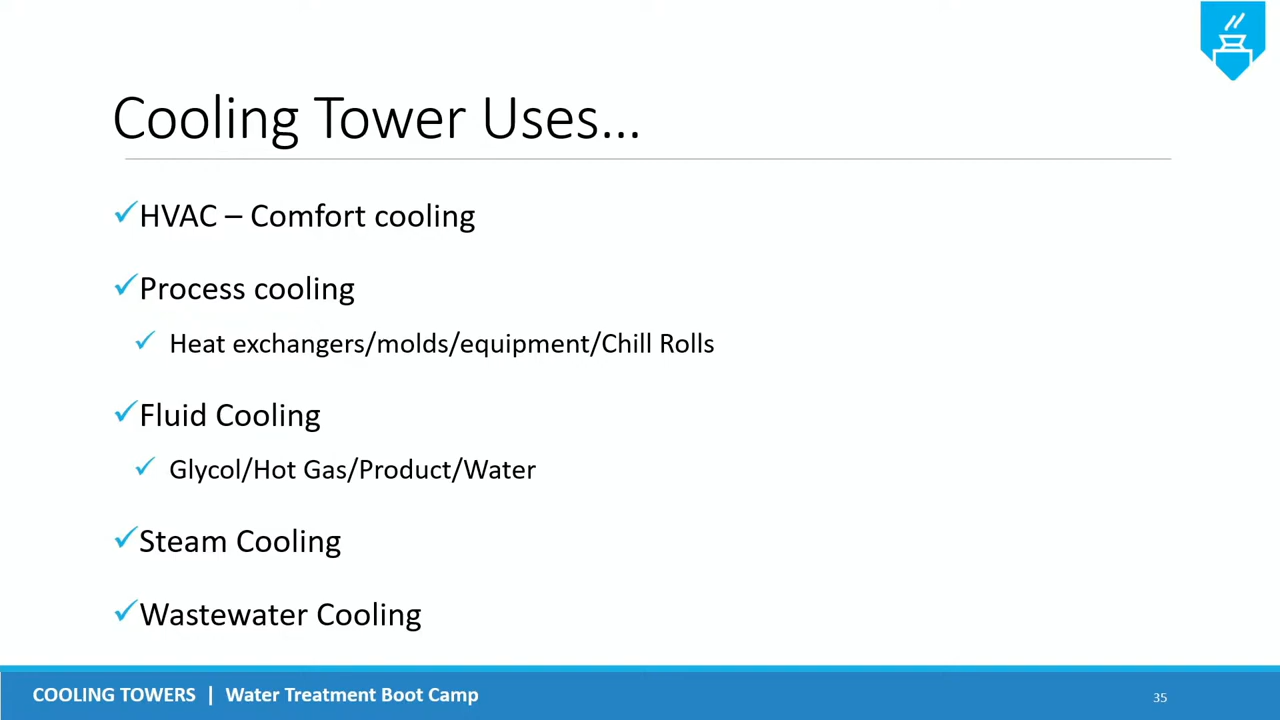 Cooling Tower Uses…
HVAC – Comfort cooling
Process cooling
Heat exchangers/molds/equipment/Chill Rolls
Fluid Cooling
Glycol/Hot Gas/Product/Water
Steam Cooling
Wastewater Cooling
COOLING TOWERS | Water Treatment Boot Camp
35